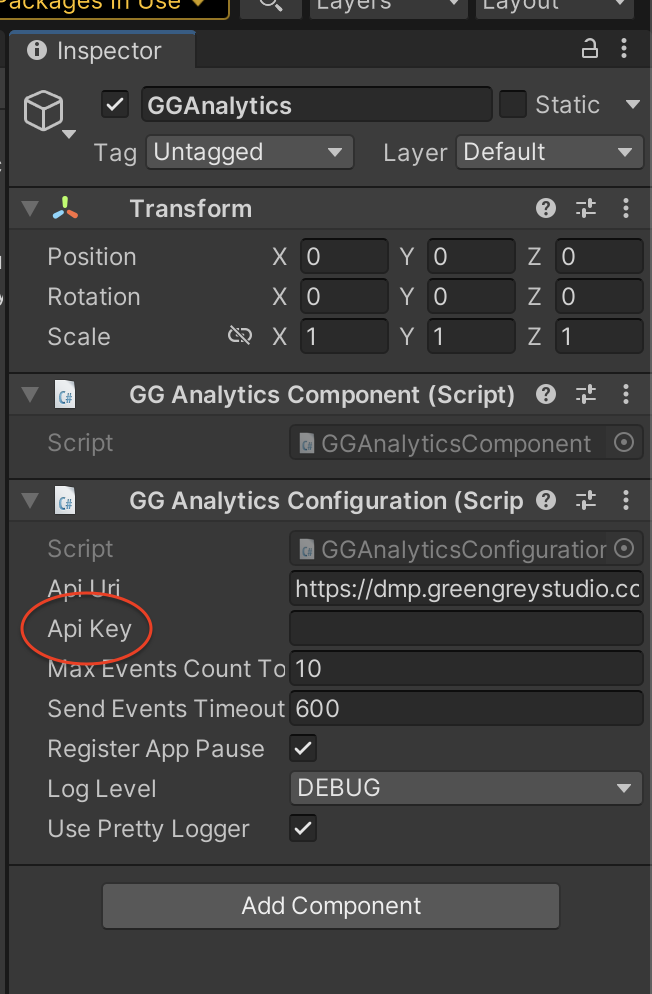 Packages In Use
Layers
Layout
Inspector
GGAnalytics
Static
Tag Untagged Layer Default
Transform
Position X 0 Y 0 Z 0
Rotation X 0 Y 0 Z 0
Scale X 1 Y 1 Z 1
C# GG Analytics Component (Script)
Script C# GGAnalyticsComponent
C# GG Analytics Configuration (Scrip
Script C# GGAnalyticsConfiguration
Api Uri https://dmp.greengreystudio.cc
Api Key
Max Events Count To 10
Send Events Timeout 600
Register App Pause
Log Level DEBUG
Use Pretty Logger
Add Component